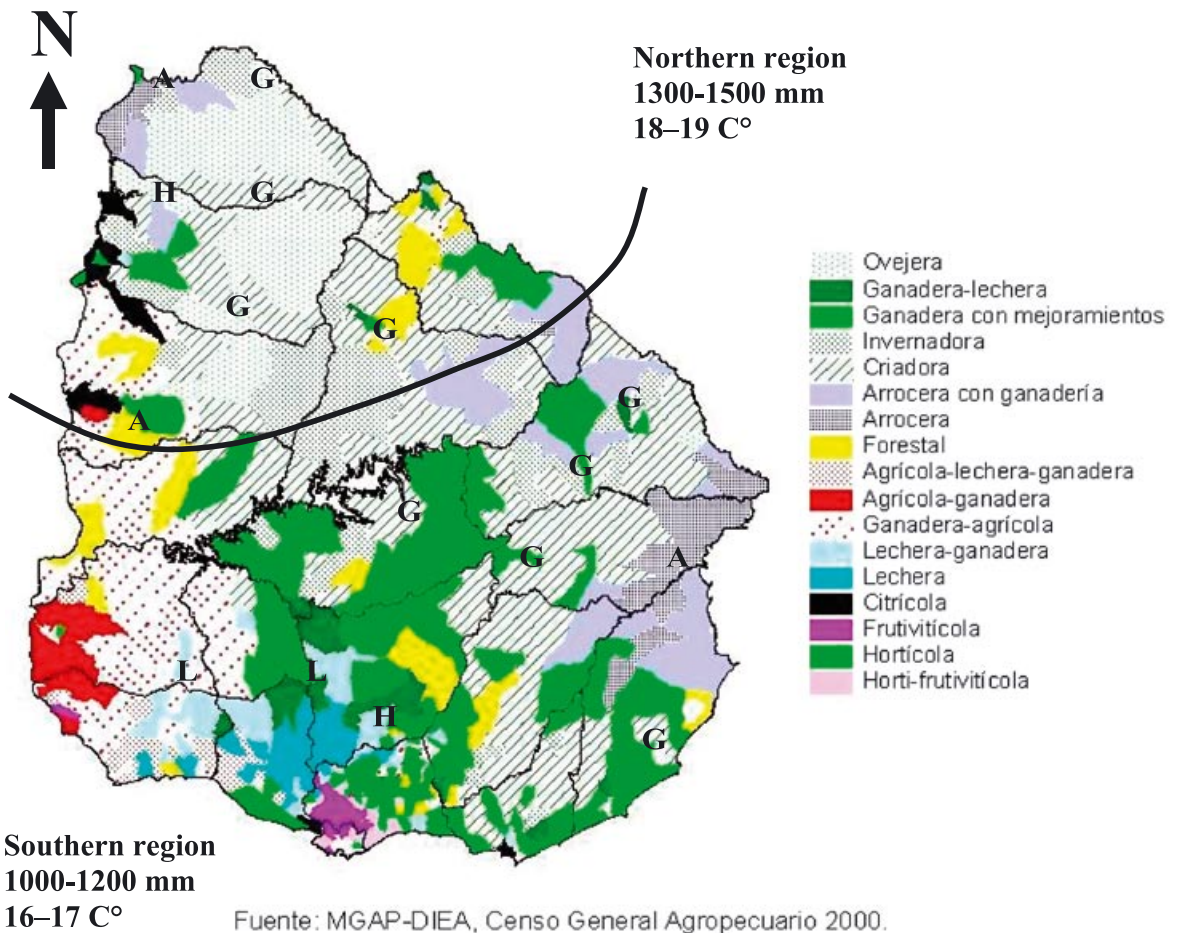 N
Northern region
1300-1500 mm
18–19 C°
A
G
H
G
G
G
A
G
G
G
G
A
L
L
H
G
Ovejera
Ganadera-lechera
Ganadera con mejoramientos
Invernadora
Criadora
Arrocera con ganadería
Arrocera
Forestal
Agrícola-lechera-ganadera
Agrícola-ganadera
Ganadera-agrícola
Lechera-ganadera
Lechera
Citrícola
Frutivitícola
Hortícola
Horti-frutivitícola
Southern region
1000-1200 mm
16–17 C°
Fuente: MGAP-DIEA, Censo General Agropecuario 2000.